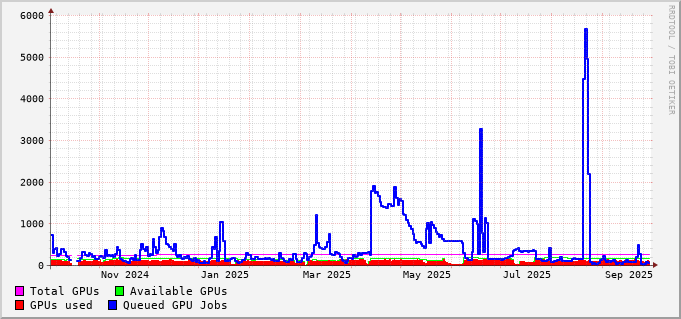 6000
5000
4000
3000
2000
1000
0
Nov 2024 Jan 2025 Mar 2025 May 2025 Jul 2025 Sep 2025
Total GPUs Available GPUs
GPUs used Queued GPU Jobs
RRDTOOL / TOBI OETIKER